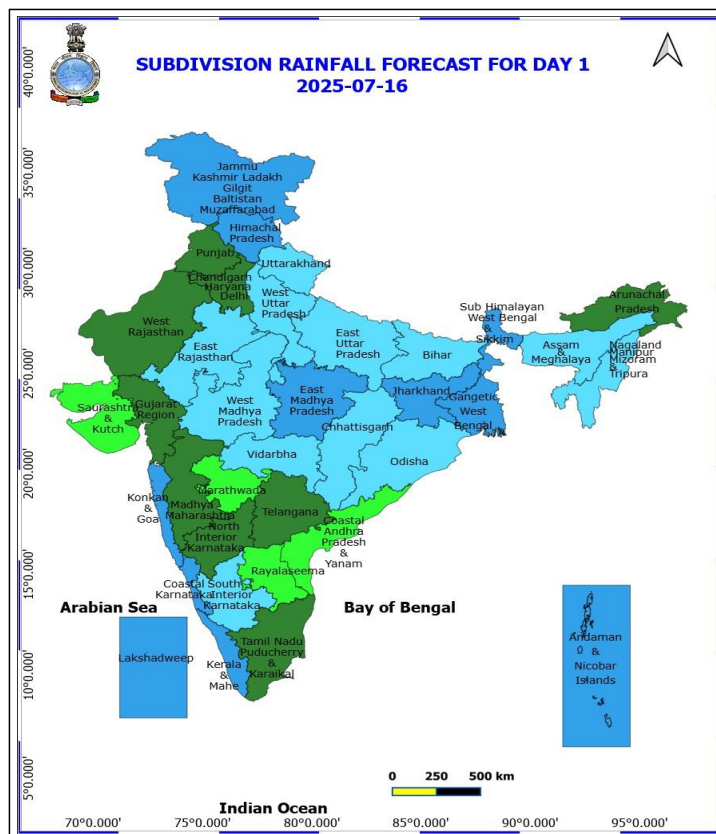 SUBDIVISION RAINFALL FORECAST FOR DAY 1
2025-07-16
40°0.000'
35°0.000'
30°0.000'
25°0.000'
20°0.000'
15°0.000'
10°0.000'
5°0.000'
Jammu
Kashmir Ladakh
Gilgit
Baltistan
Muzaffarabad
Himachal
Pradesh
Punjab
Uttarakhand
Chandigarh
Haryana
Delhi
West
Uttar
Pradesh
West
Rajasthan
East
Rajasthan
East
Uttar
Pradesh
Bihar
Sub Himalayan
West Bengal
&
Sikkim
Arunachal
Pradesh
Assam
&
Meghalaya
Nagaland
Manipur
Mizoram
&
Tripura
Saurashtra
&
Kutch
Gujarat
Region
West
Madhya
Pradesh
East
Madhya
Pradesh
Jharkhand
Gangetic
West
Bengal
Chhattisgarh
Vidarbha
Odisha
Konkan
&
Goa
Marathwada
Madhya
Maharashtra
North
Interior
Karnataka
Telangana
Coastal
Andhra
Pradesh
&
Yanam
Rayalaseema
Coastal
Karnataka
South
Interior
Karnataka
Arabian Sea
Bay of Bengal
Lakshadweep
Kerala
&
Mahe
Tamil Nadu
Puducherry
&
Karaikal
Andaman
&
Nicobar
Islands
0 250 500 km
Indian Ocean
70°0.000' 75°0.000' 80°0.000' 85°0.000' 90°0.000' 95°0.000'